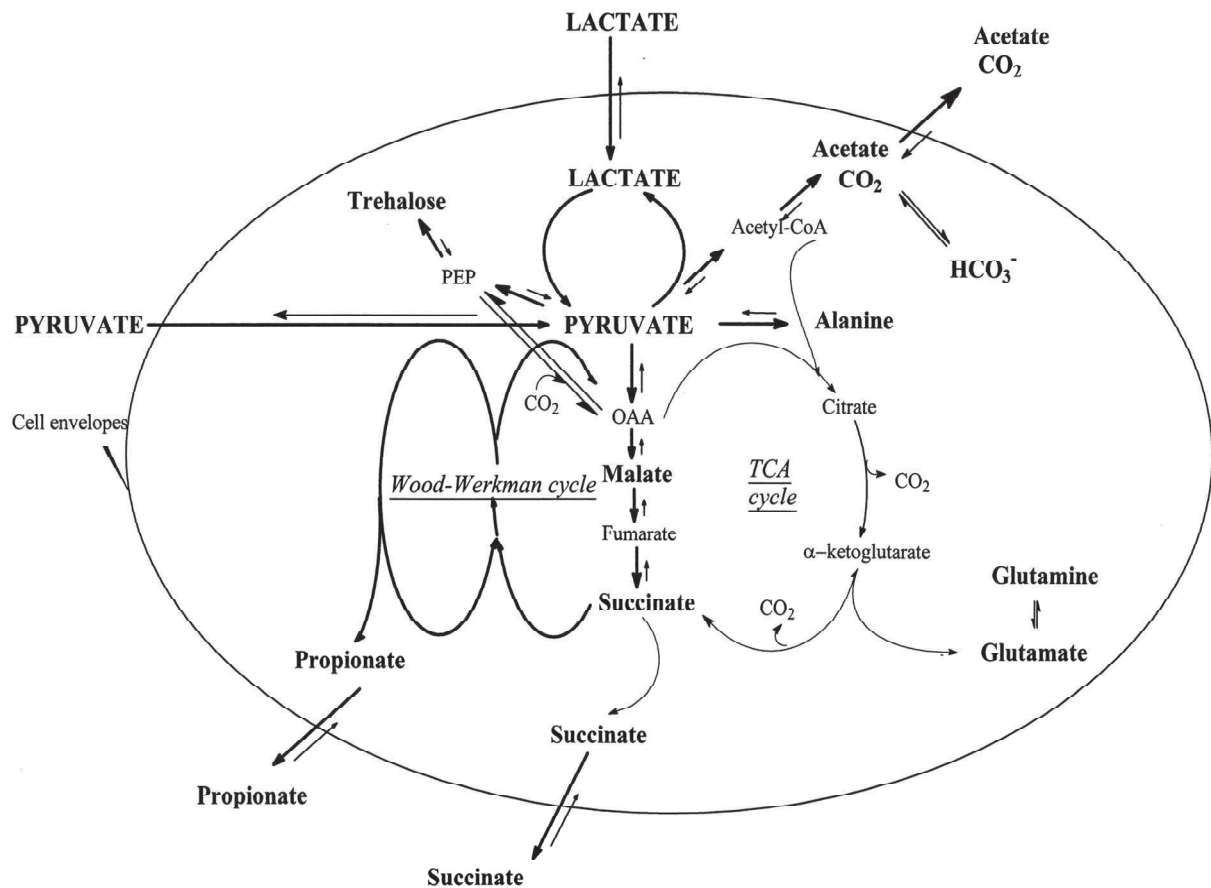 LACTATE
Acetate
CO₂
LACTATE
Acetate
CO₂
Trehalose
Acetyl-CoA
PEP
HCO₃⁻
PYRUVATE
PYRUVATE
Alanine
CO₂
OAA
Citrate
Cell envelopes
Wood-Werkman cycle
Malate
TCA
cycle
CO₂
Fumarate
α–ketoglutarate
Glutamine
Succinate
CO₂
Glutamate
Propionate
Succinate
Propionate
Succinate